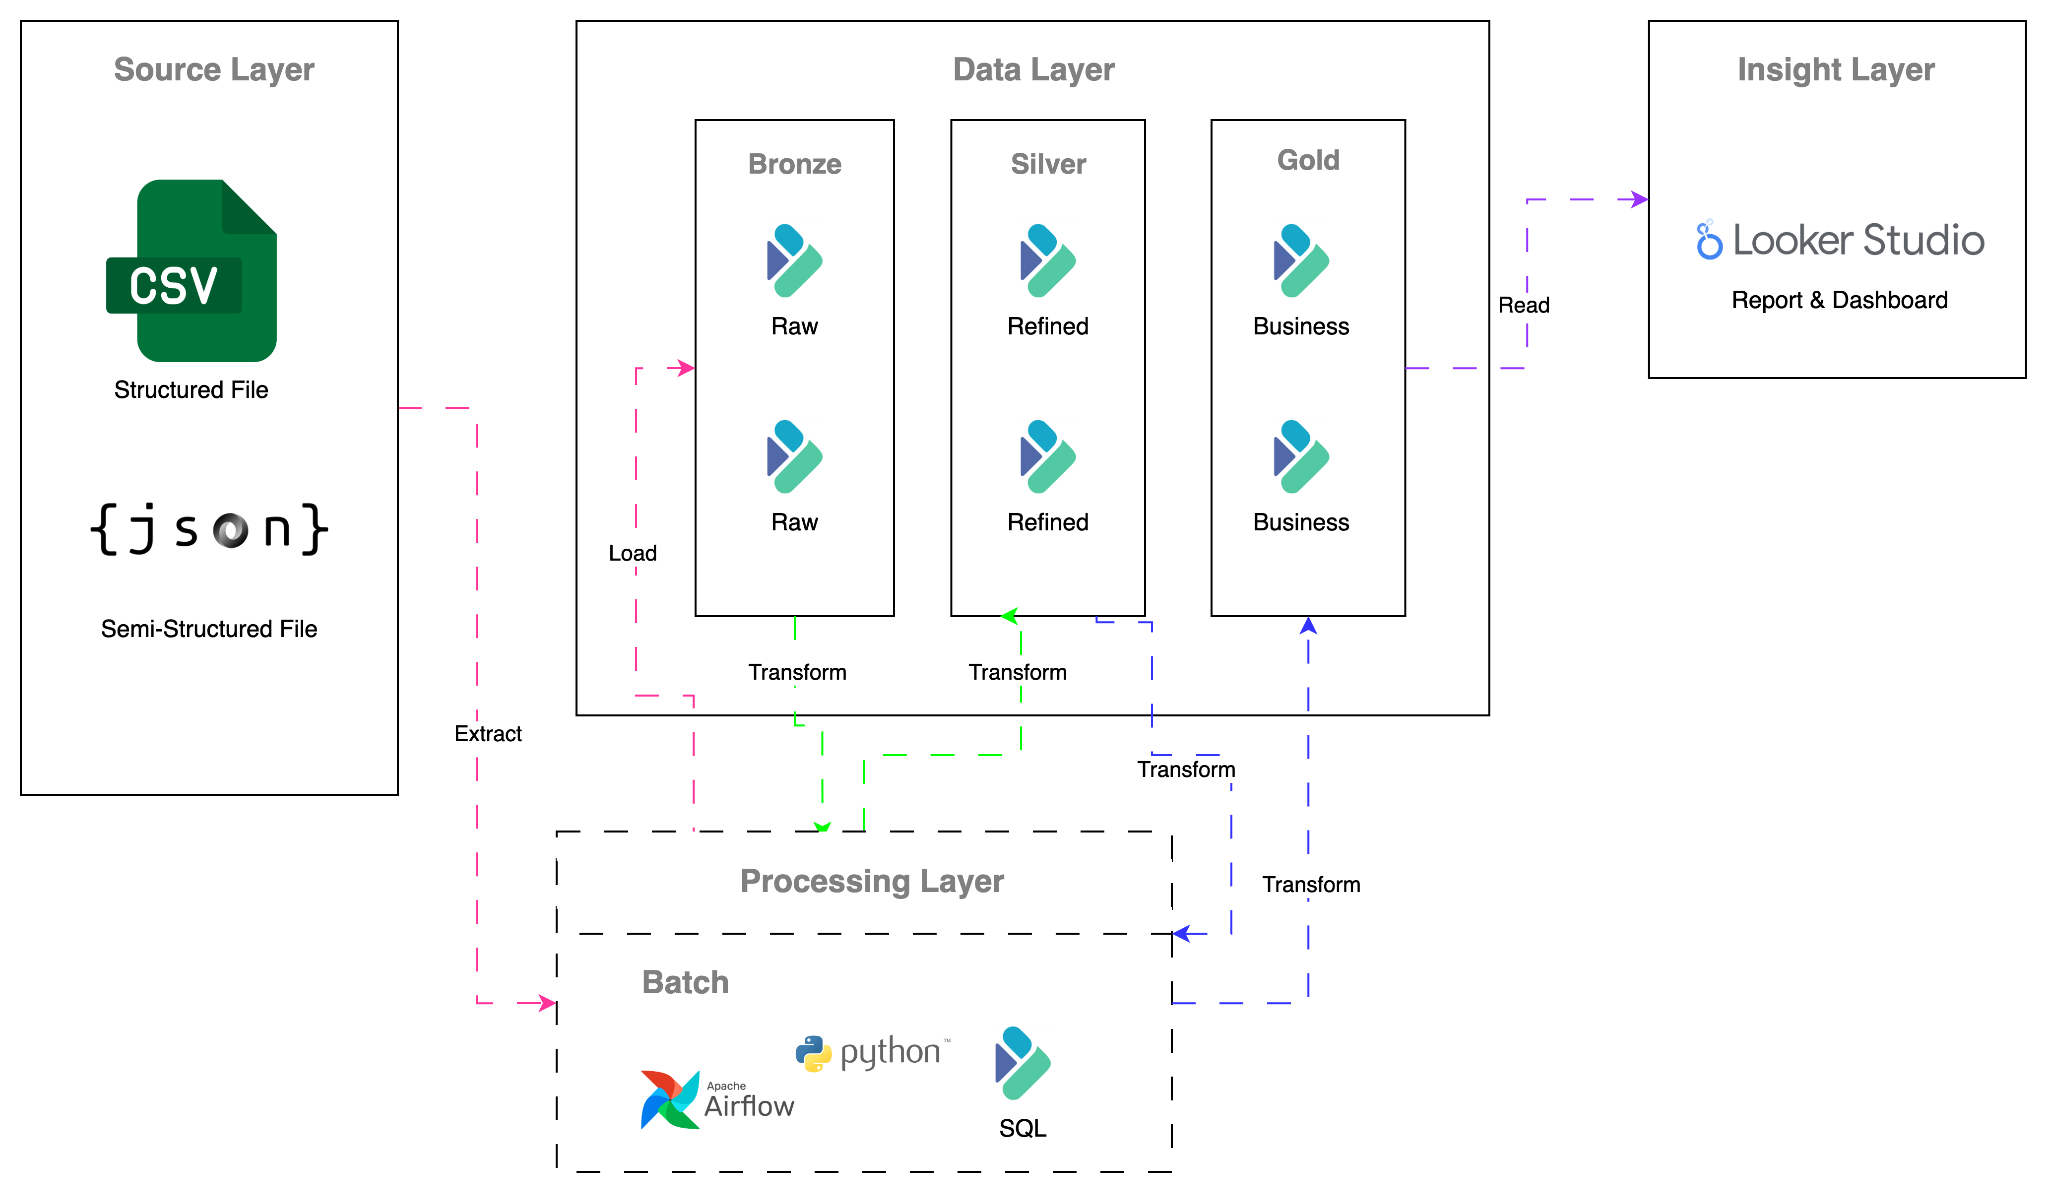 Source Layer
CSV
Structured File
{json}
Semi-Structured File
Extract
Data Layer
Bronze
Raw
Raw
Silver
Refined
Refined
Gold
Business
Business
Load
Transform
Transform
Transform
Transform
Read
Insight Layer
Looker Studio
Report & Dashboard
Processing Layer
Batch
Apache
Airflow
python™
SQL